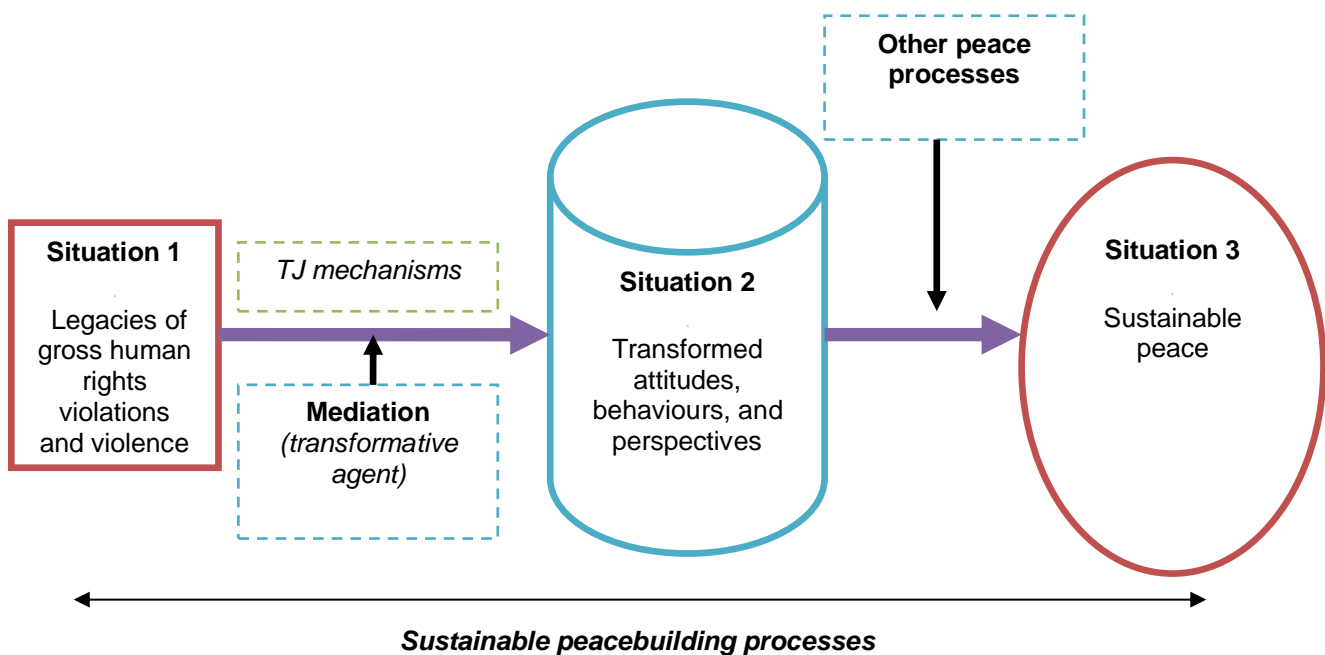 Other peace
processes
Situation 1
Legacies of
gross human
rights
violations
and violence
TJ mechanisms
Mediation
(transformative
agent)
Situation 2
Transformed
attitudes,
behaviours, and
perspectives
Situation 3
Sustainable
peace
Sustainable peacebuilding processes